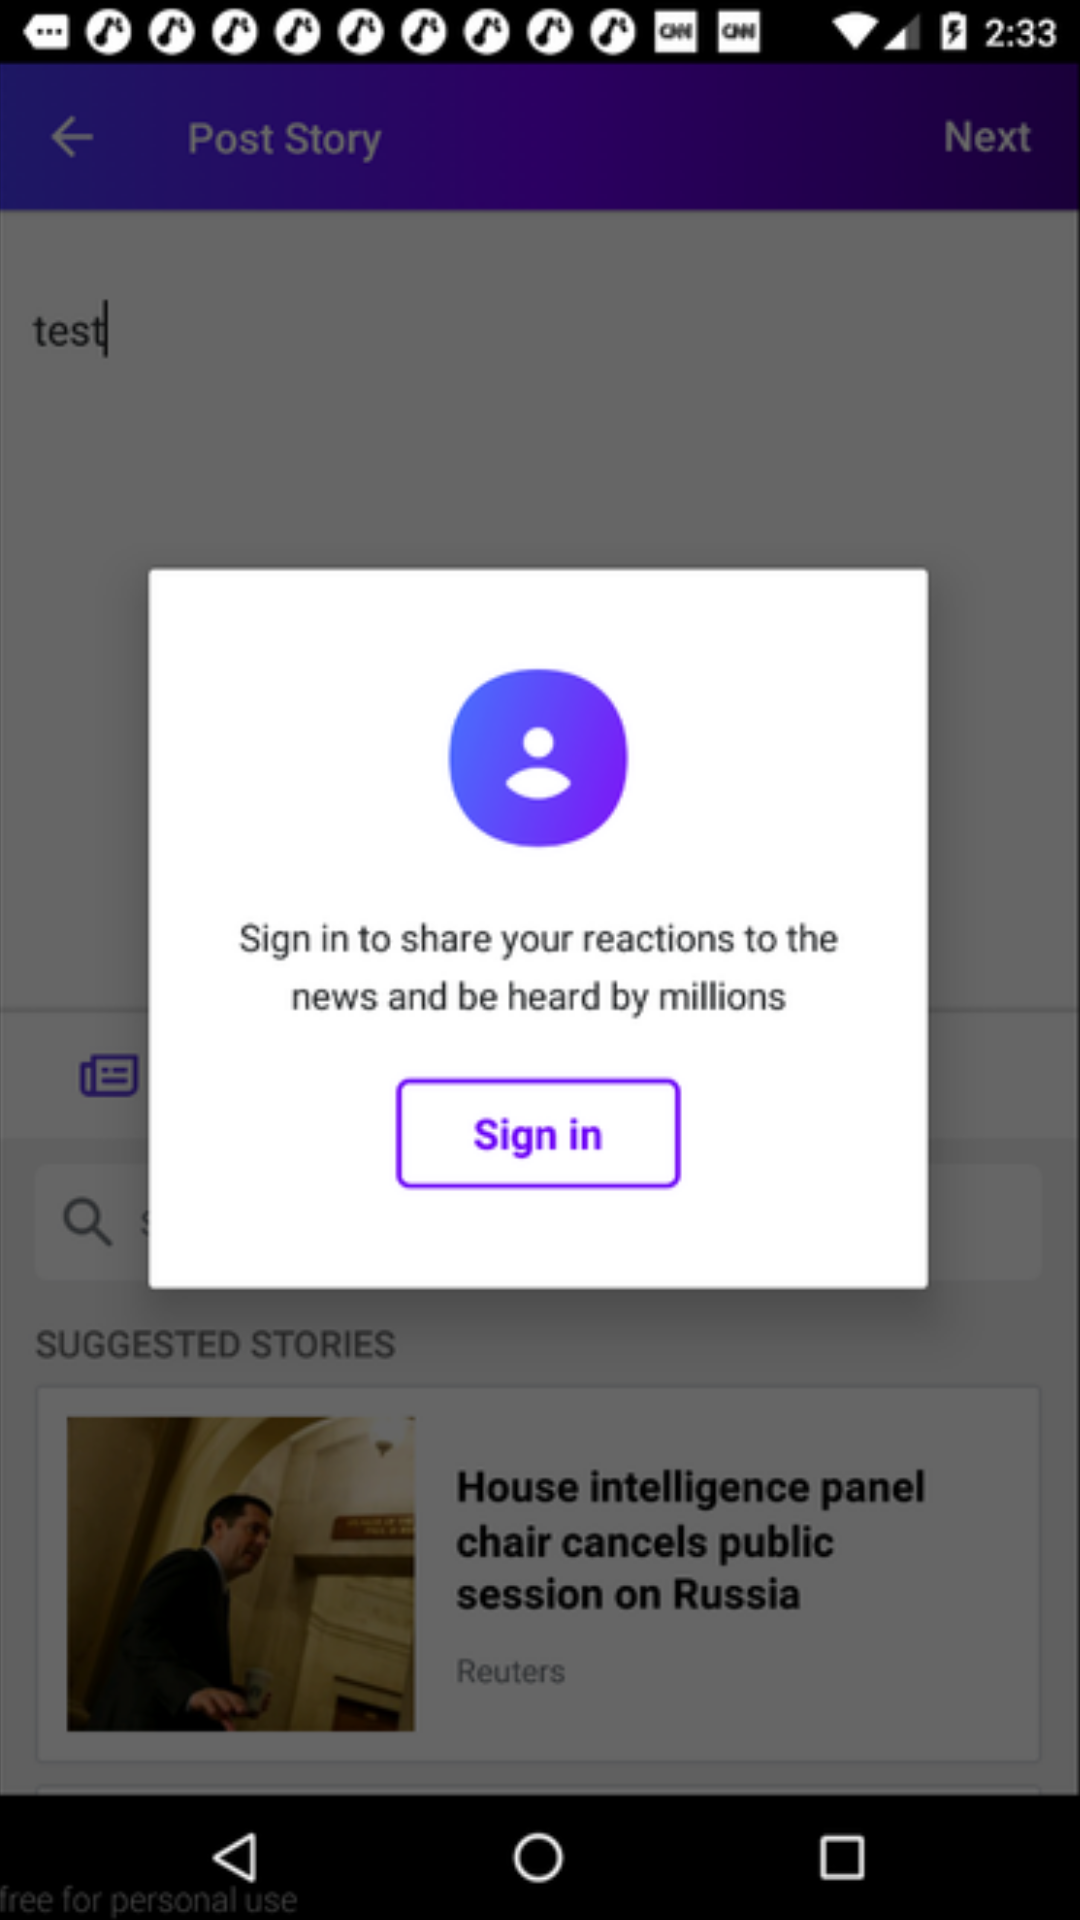 CNN CNN 2:33
Post Story Next
test
Sign in to share your reactions to the
news and be heard by millions
Sign in
SUGGESTED STORIES
House intelligence panel
chair cancels public
session on Russia
Reuters
free for personal use